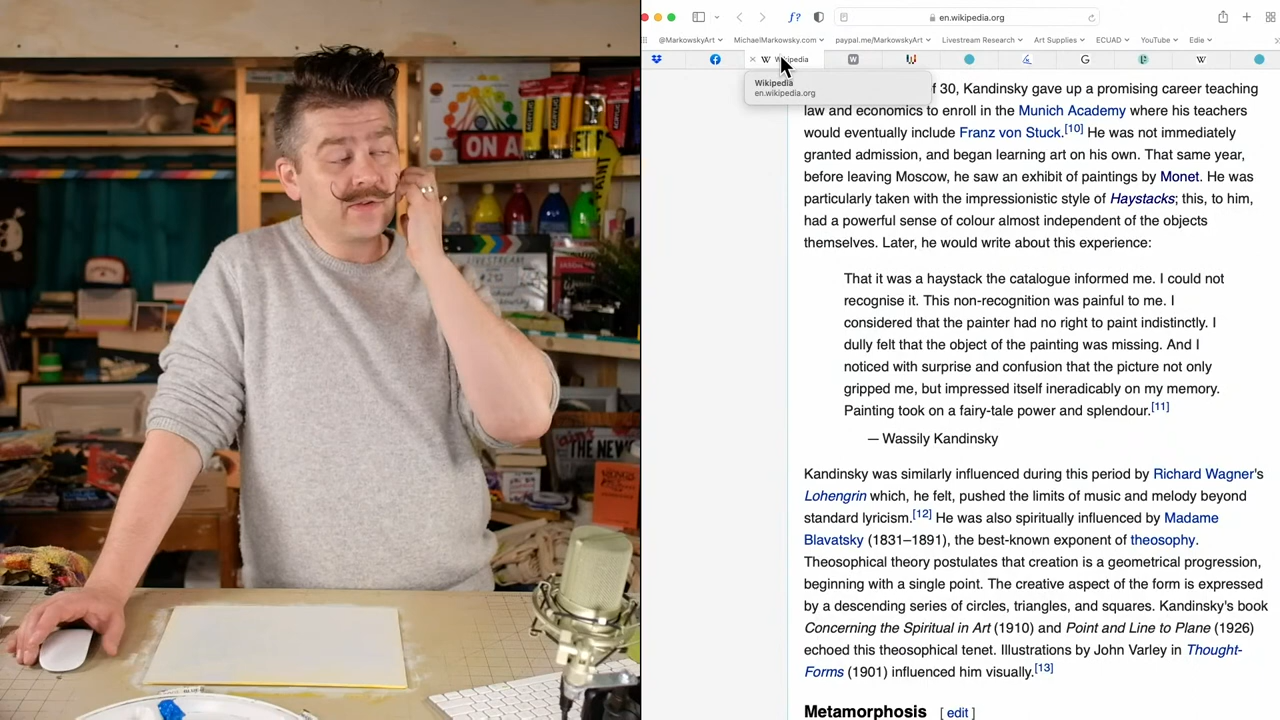 ON A
PAINT
LIVESTREAM
THE NEW
en.wikipedia.org
@MarkowskyArt
MichaelMarkowsky.com
paypal.me/MarkowskyArt
Livestream Research
Art Supplies
ECUAD
YouTube
Edie
Wikipedia
en.wikipedia.org
f 30, Kandinsky gave up a promising career teaching
law and economics to enroll in the Munich Academy where his teachers
would eventually include Franz von Stuck.[10] He was not immediately
granted admission, and began learning art on his own. That same year,
before leaving Moscow, he saw an exhibit of paintings by Monet. He was
particularly taken with the impressionistic style of Haystacks; this, to him,
had a powerful sense of colour almost independent of the objects
themselves. Later, he would write about this experience:
That it was a haystack the catalogue informed me. I could not
recognise it. This non-recognition was painful to me. I
considered that the painter had no right to paint indistinctly. I
dully felt that the object of the painting was missing. And I
noticed with surprise and confusion that the picture not only
gripped me, but impressed itself ineradicably on my memory.
Painting took on a fairy-tale power and splendour.[11]
— Wassily Kandinsky
Kandinsky was similarly influenced during this period by Richard Wagner's
Lohengrin which, he felt, pushed the limits of music and melody beyond
standard lyricism.[12] He was also spiritually influenced by Madame
Blavatsky (1831–1891), the best-known exponent of theosophy.
Theosophical theory postulates that creation is a geometrical progression,
beginning with a single point. The creative aspect of the form is expressed
by a descending series of circles, triangles, and squares. Kandinsky's book
Concerning the Spiritual in Art (1910) and Point and Line to Plane (1926)
echoed this theosophical tenet. Illustrations by John Varley in Thought-
Forms (1901) influenced him visually.[13]
Metamorphosis [ edit ]